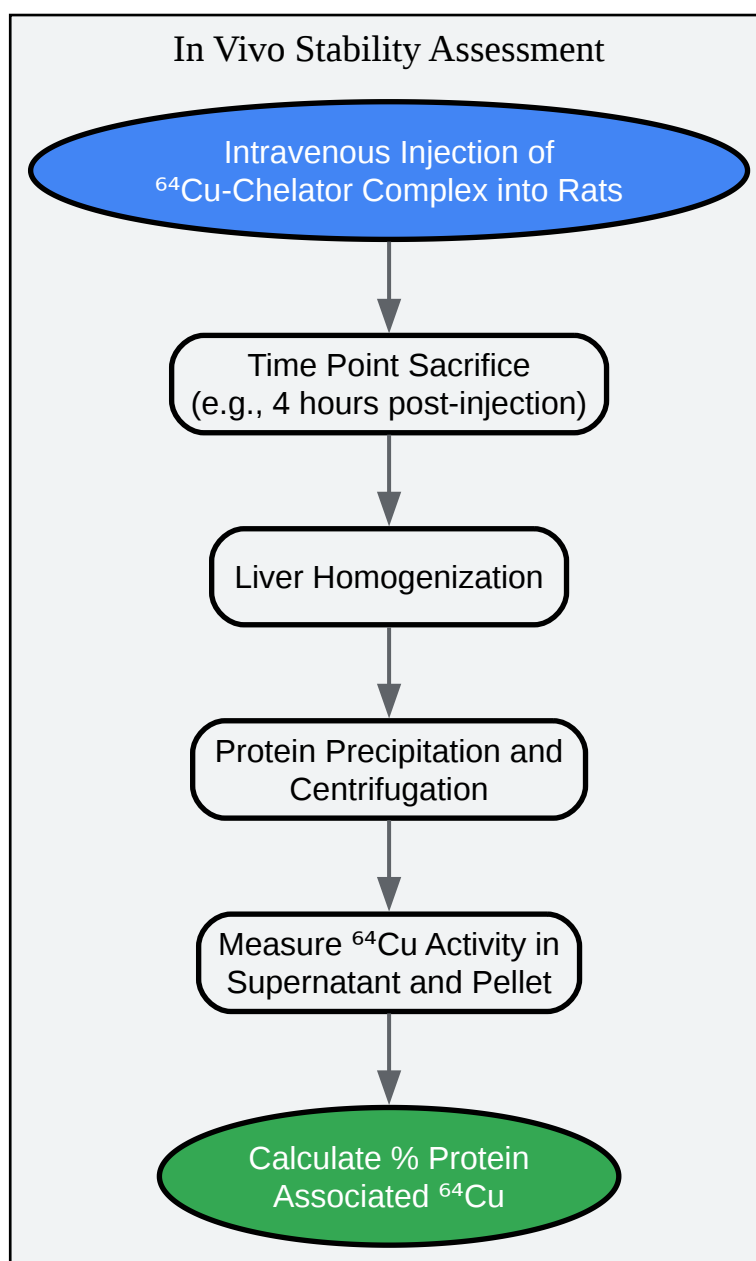 In Vivo Stability Assessment
Intravenous Injection of
⁶⁴Cu-Chelator Complex into Rats
Time Point Sacrifice
(e.g., 4 hours post-injection)
Liver Homogenization
Protein Precipitation and
Centrifugation
Measure ⁶⁴Cu Activity in
Supernatant and Pellet
Calculate % Protein
Associated ⁶⁴Cu